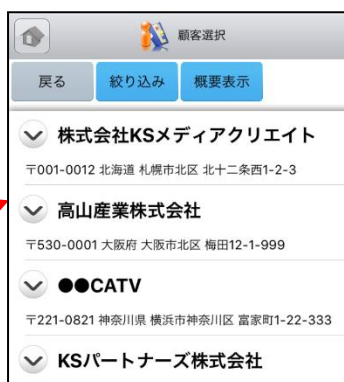 顧客選択
戻る 絞り込み 概要表示
株式会社KSメディアクリエイト
〒001-0012 北海道 札幌市北区 北十二条西1-2-3
高山産業株式会社
〒530-0001 大阪府 大阪市北区 梅田12-1-999
●●CATV
〒221-0821 神奈川県 横浜市神奈川区 富家町1-22-333
KSパートナーズ株式会社